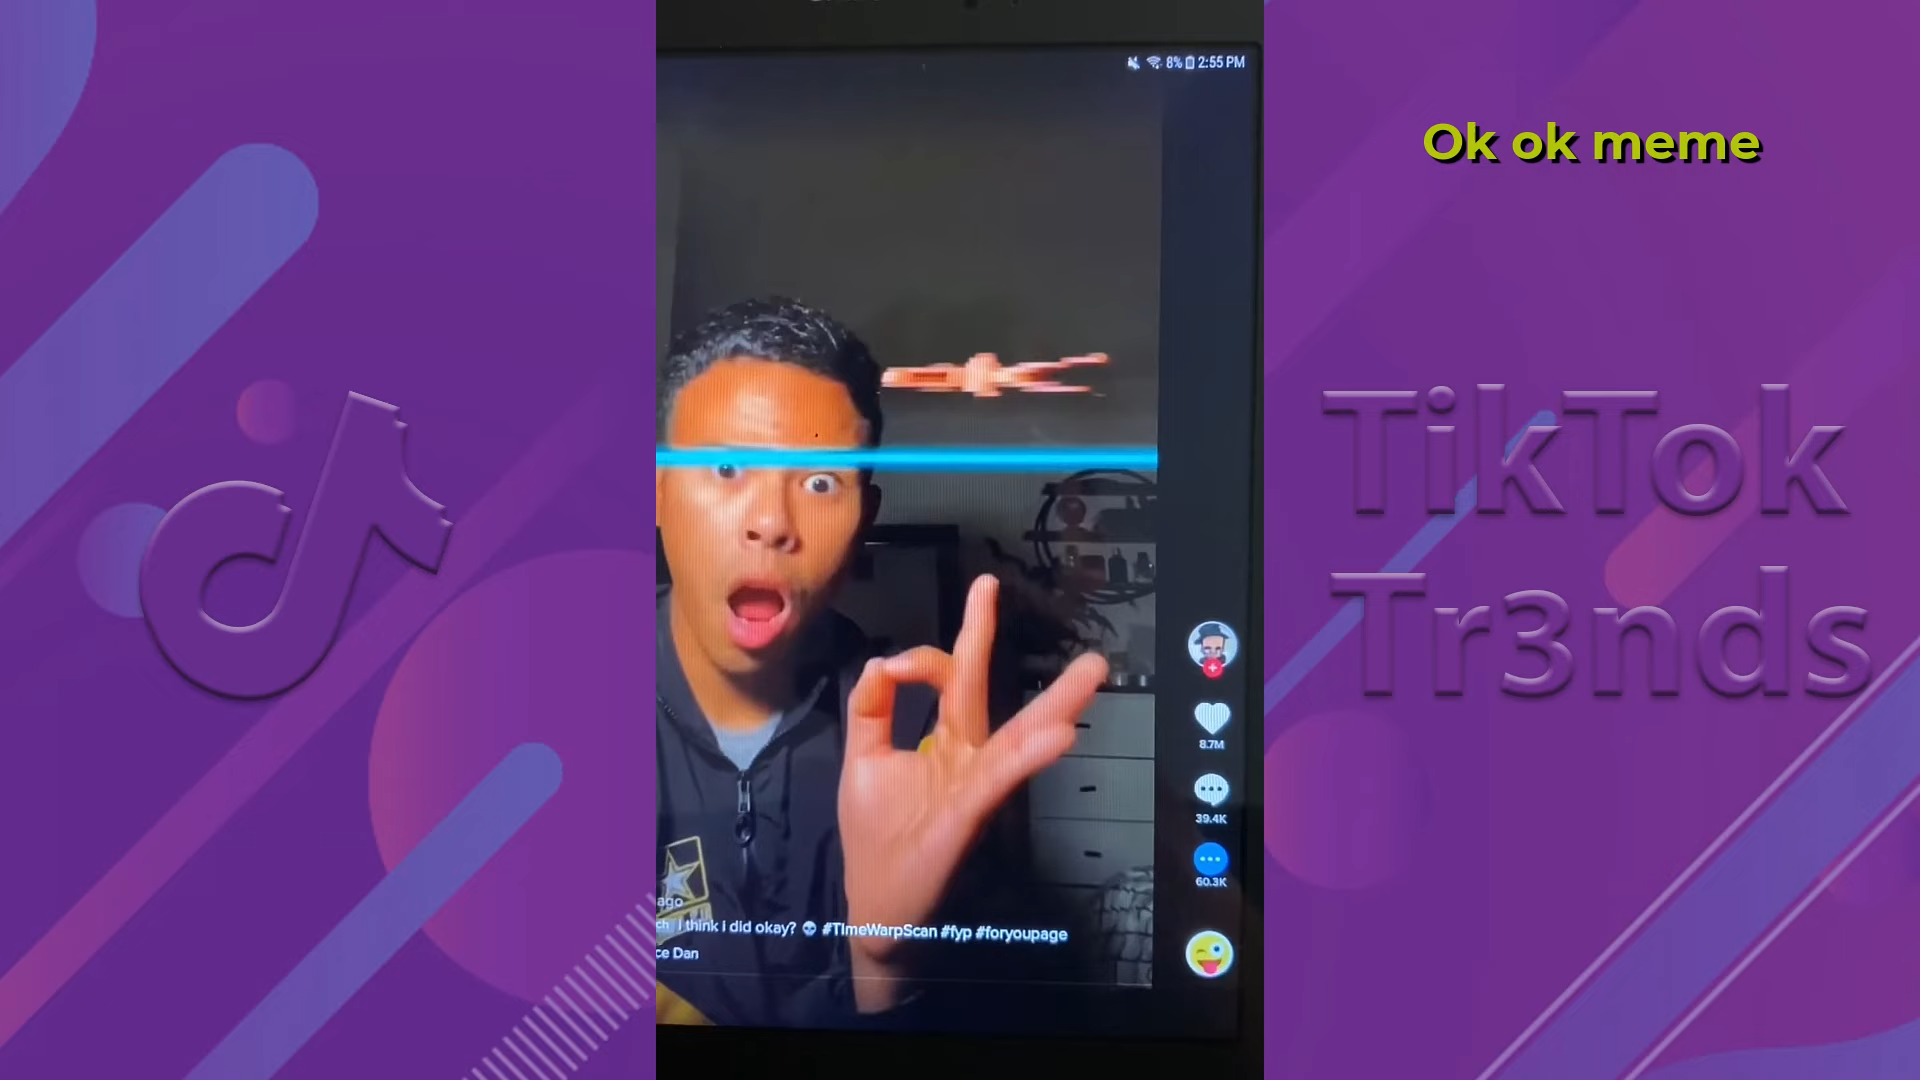 8% 2:55 PM
Ok ok meme
TikTok
Tr3nds
8.7M
39.4K
60.3K
ago
ch I think i did okay? 💀 #TImeWarpScan #fyp #foryoupage
ce Dan